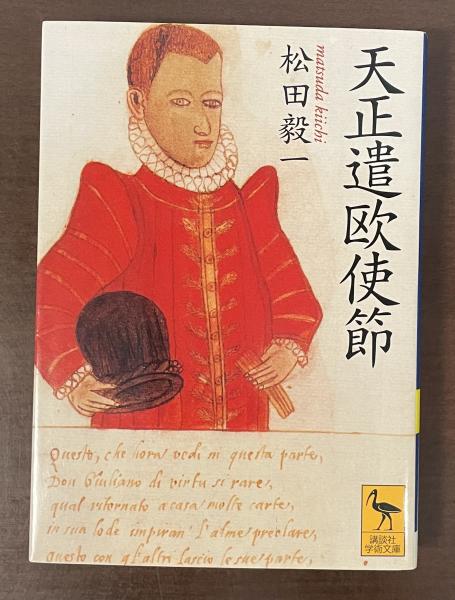 天正遣欧使節
matsuda kiichi
松田毅一
Questo, che hora vedi in questa parte,
Don Giuliano di virtu si rare,
qual ritornato a casa molte carte,
in sua lode impiran' l'alme preclare,
questo con gl'altri lascio le sue parte,
講談社
学術文庫